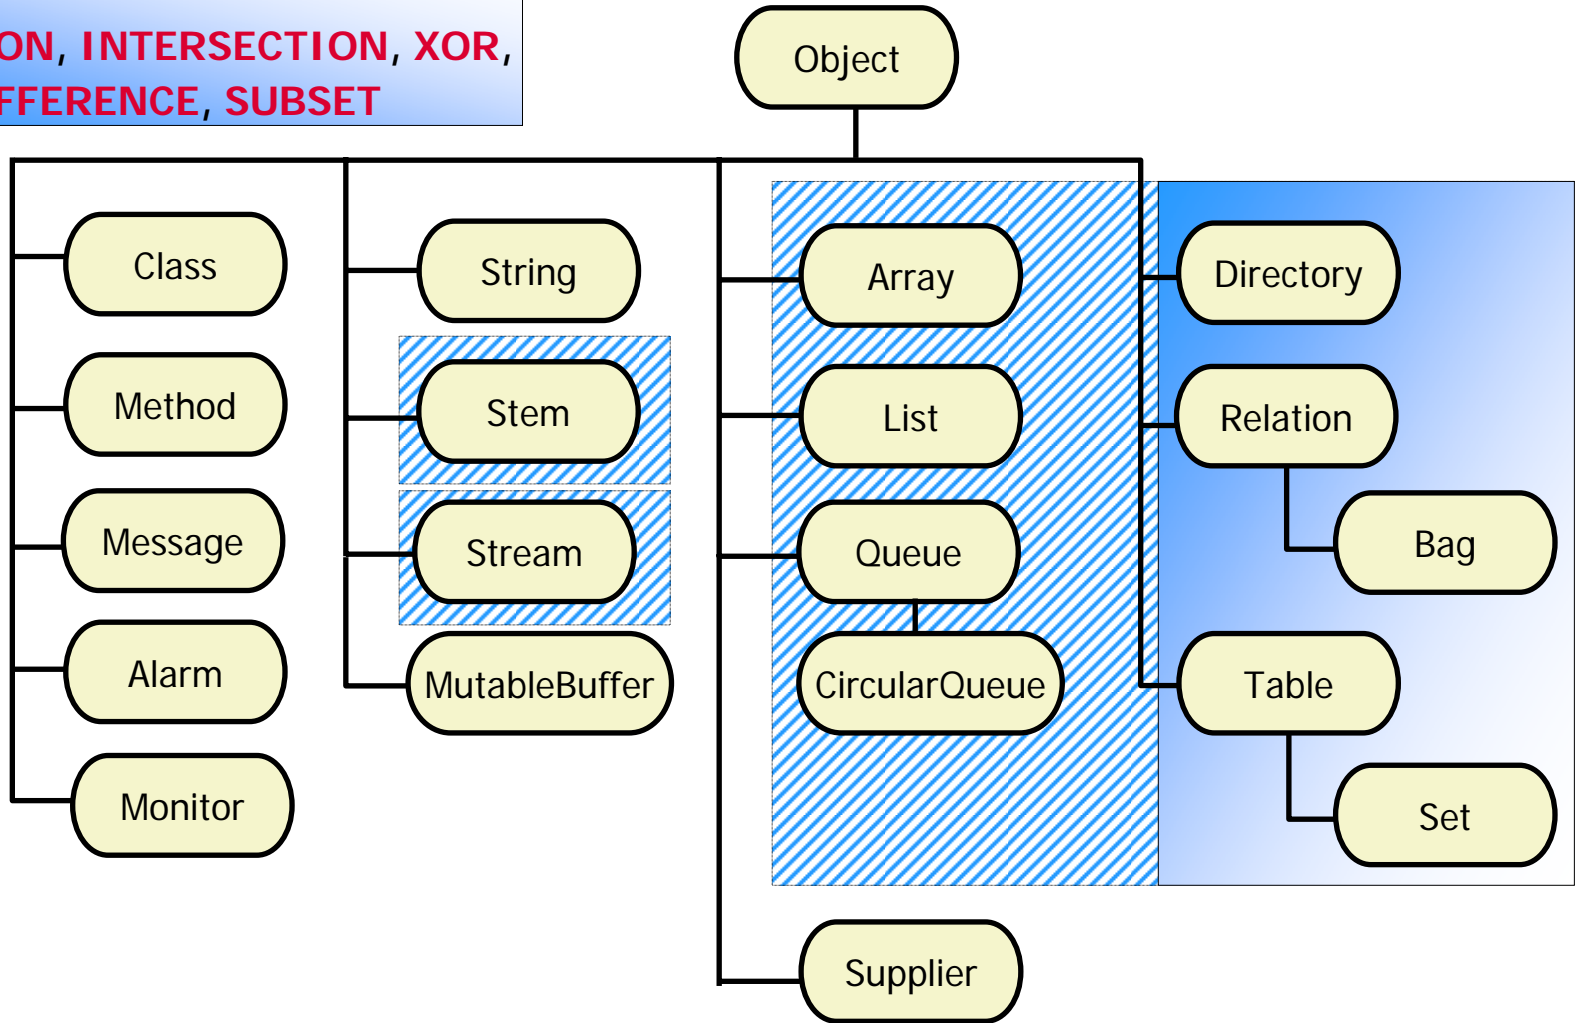 ON, INTERSECTION, XOR,
FFERENCE, SUBSET
Object
Class
String
Array
Directory
Method
Stem
List
Relation
Message
Stream
Queue
Bag
Alarm
MutableBuffer
CircularQueue
Table
Monitor
Set
Supplier